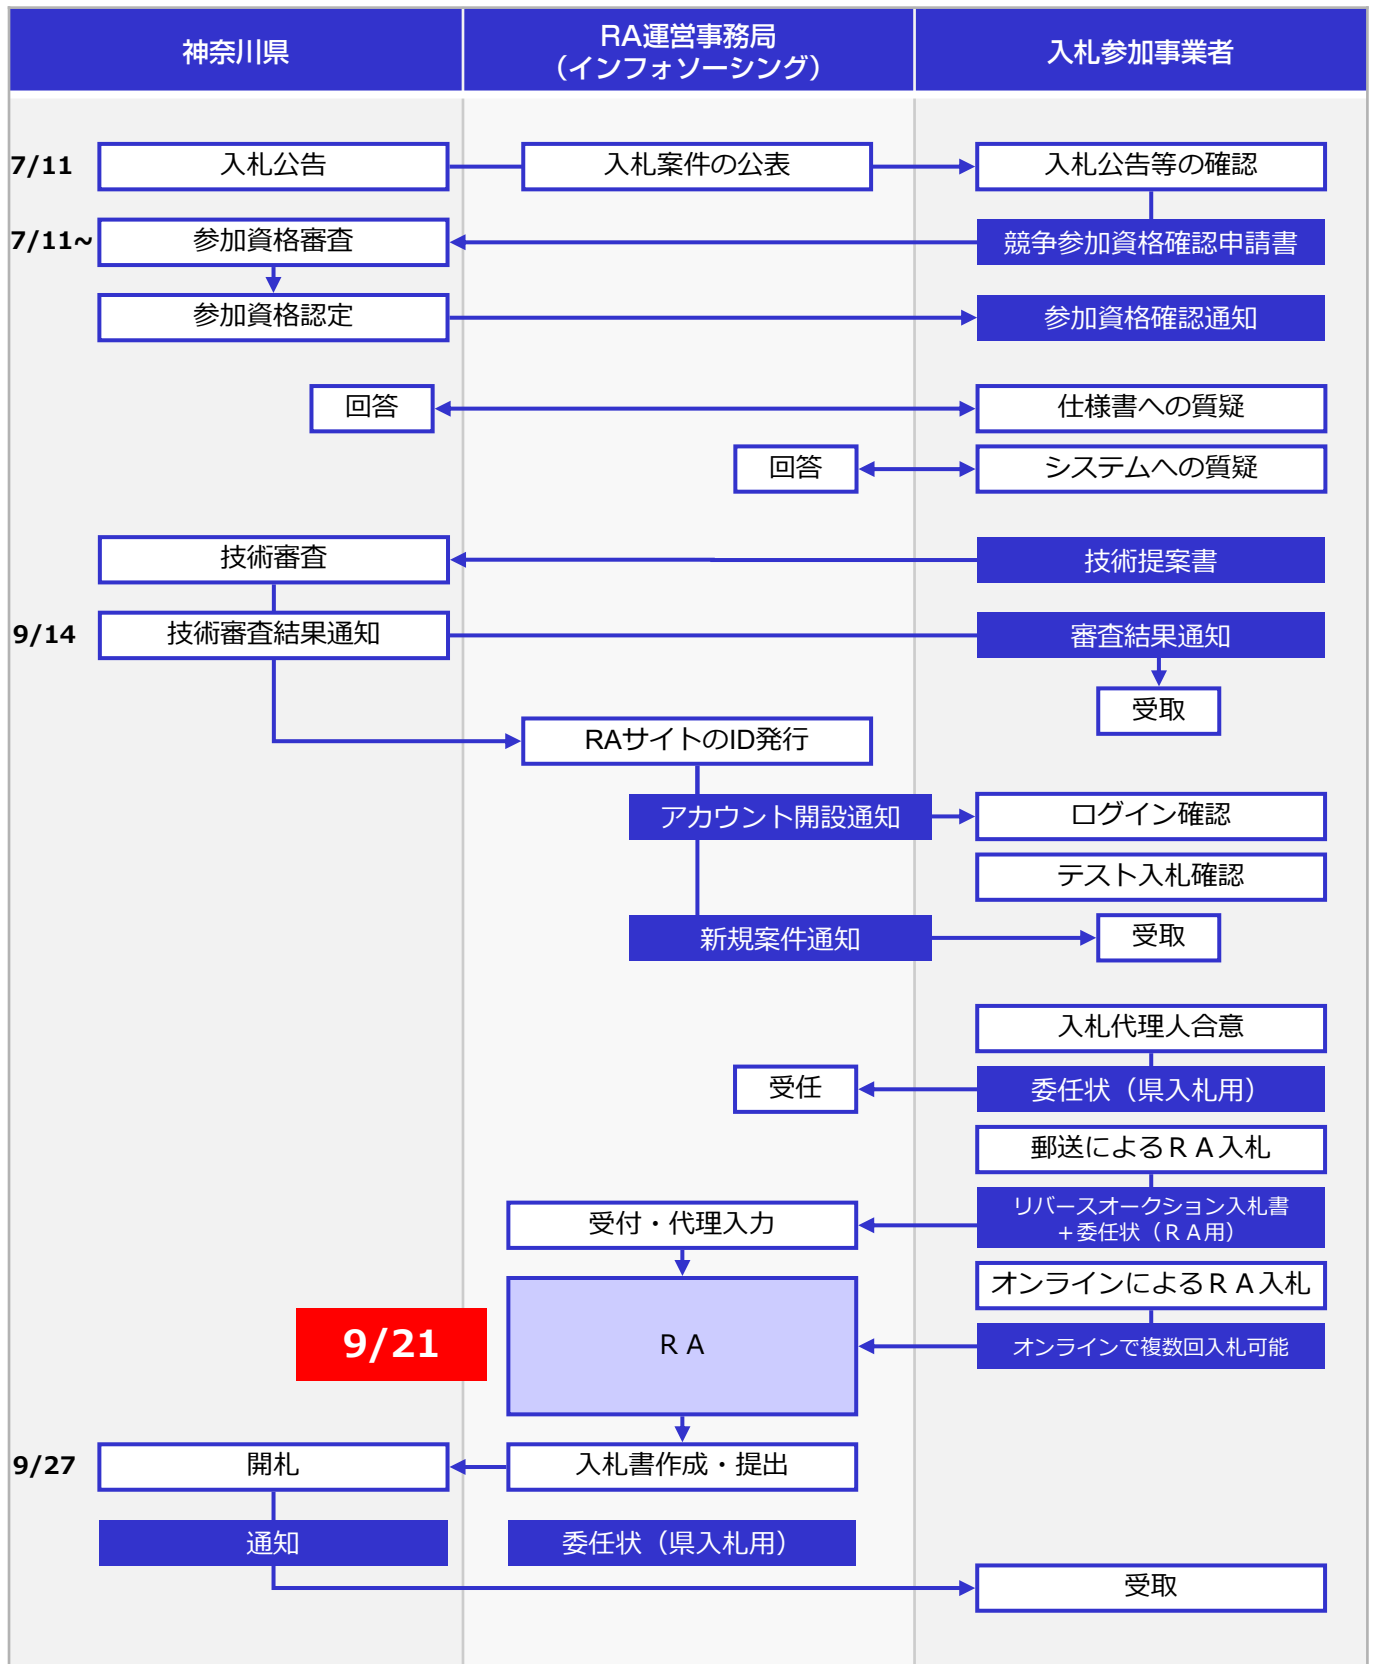 神奈川県
RA運営事務局
（インフォソーシング）
入札参加事業者
7/11
入札公告
入札案件の公表
入札公告等の確認
7/11~
参加資格審査
競争参加資格確認申請書
参加資格認定
参加資格確認通知
回答
仕様書への質疑
回答
システムへの質疑
技術審査
技術提案書
9/14
技術審査結果通知
審査結果通知
受取
RAサイトのID発行
アカウント開設通知
ログイン確認
テスト入札確認
新規案件通知
受取
入札代理人合意
受任
委任状（県入札用）
郵送によるＲＡ入札
受付・代理入力
リバースオークション入札書
＋委任状（ＲＡ用）
オンラインによるＲＡ入札
9/21
ＲＡ
オンラインで複数回入札可能
9/27
開札
入札書作成・提出
通知
委任状（県入札用）
受取